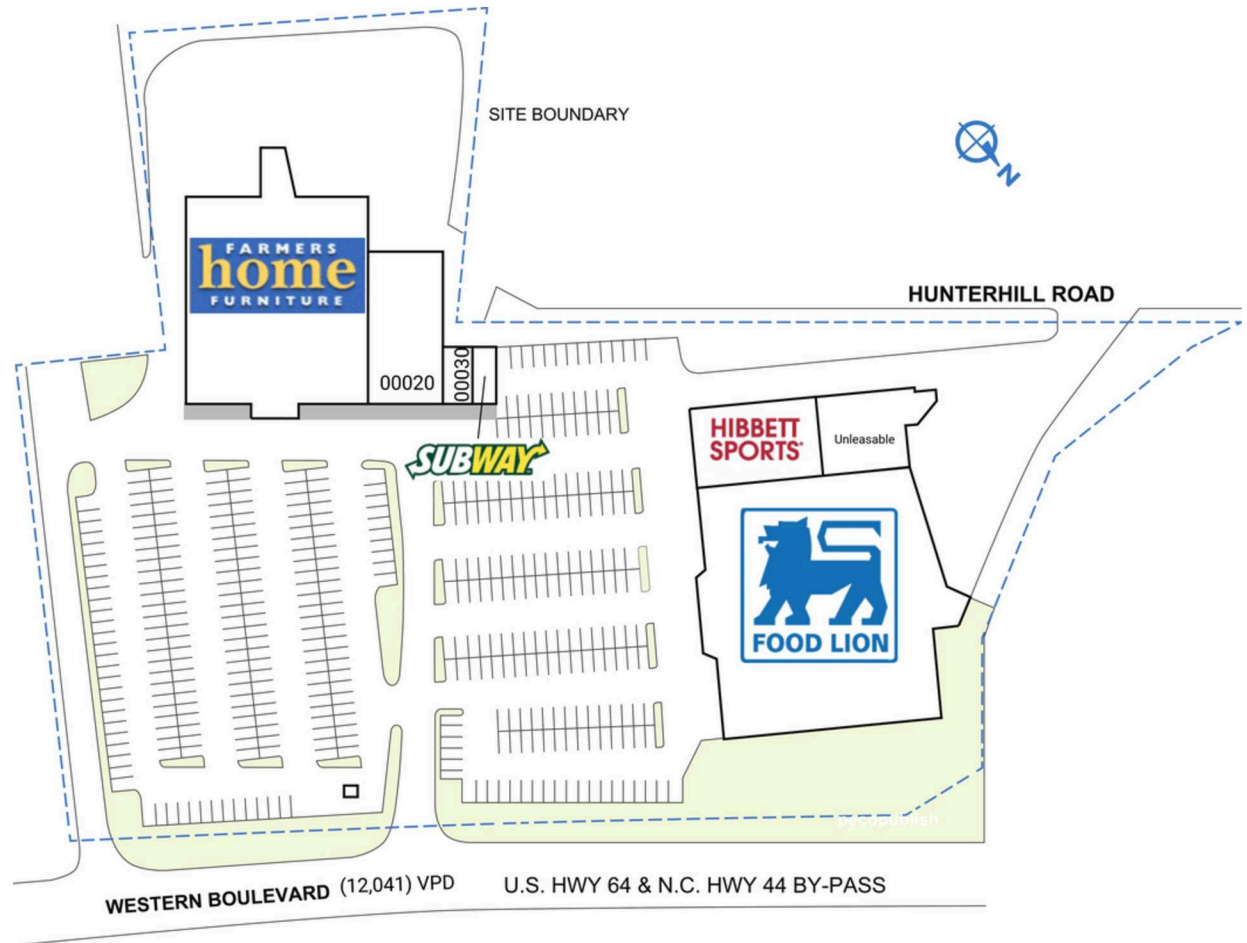 SITE BOUNDARY
N
FARMERS
home
FURNITURE
HUNTERHILL ROAD
00020
00030
SUBWAY
HIBBETT
SPORTS
Unleasable
FOOD LION
pecopublish
WESTERN BOULEVARD (12,041) VPD
U.S. HWY 64 & N.C. HWY 44 BY-PASS